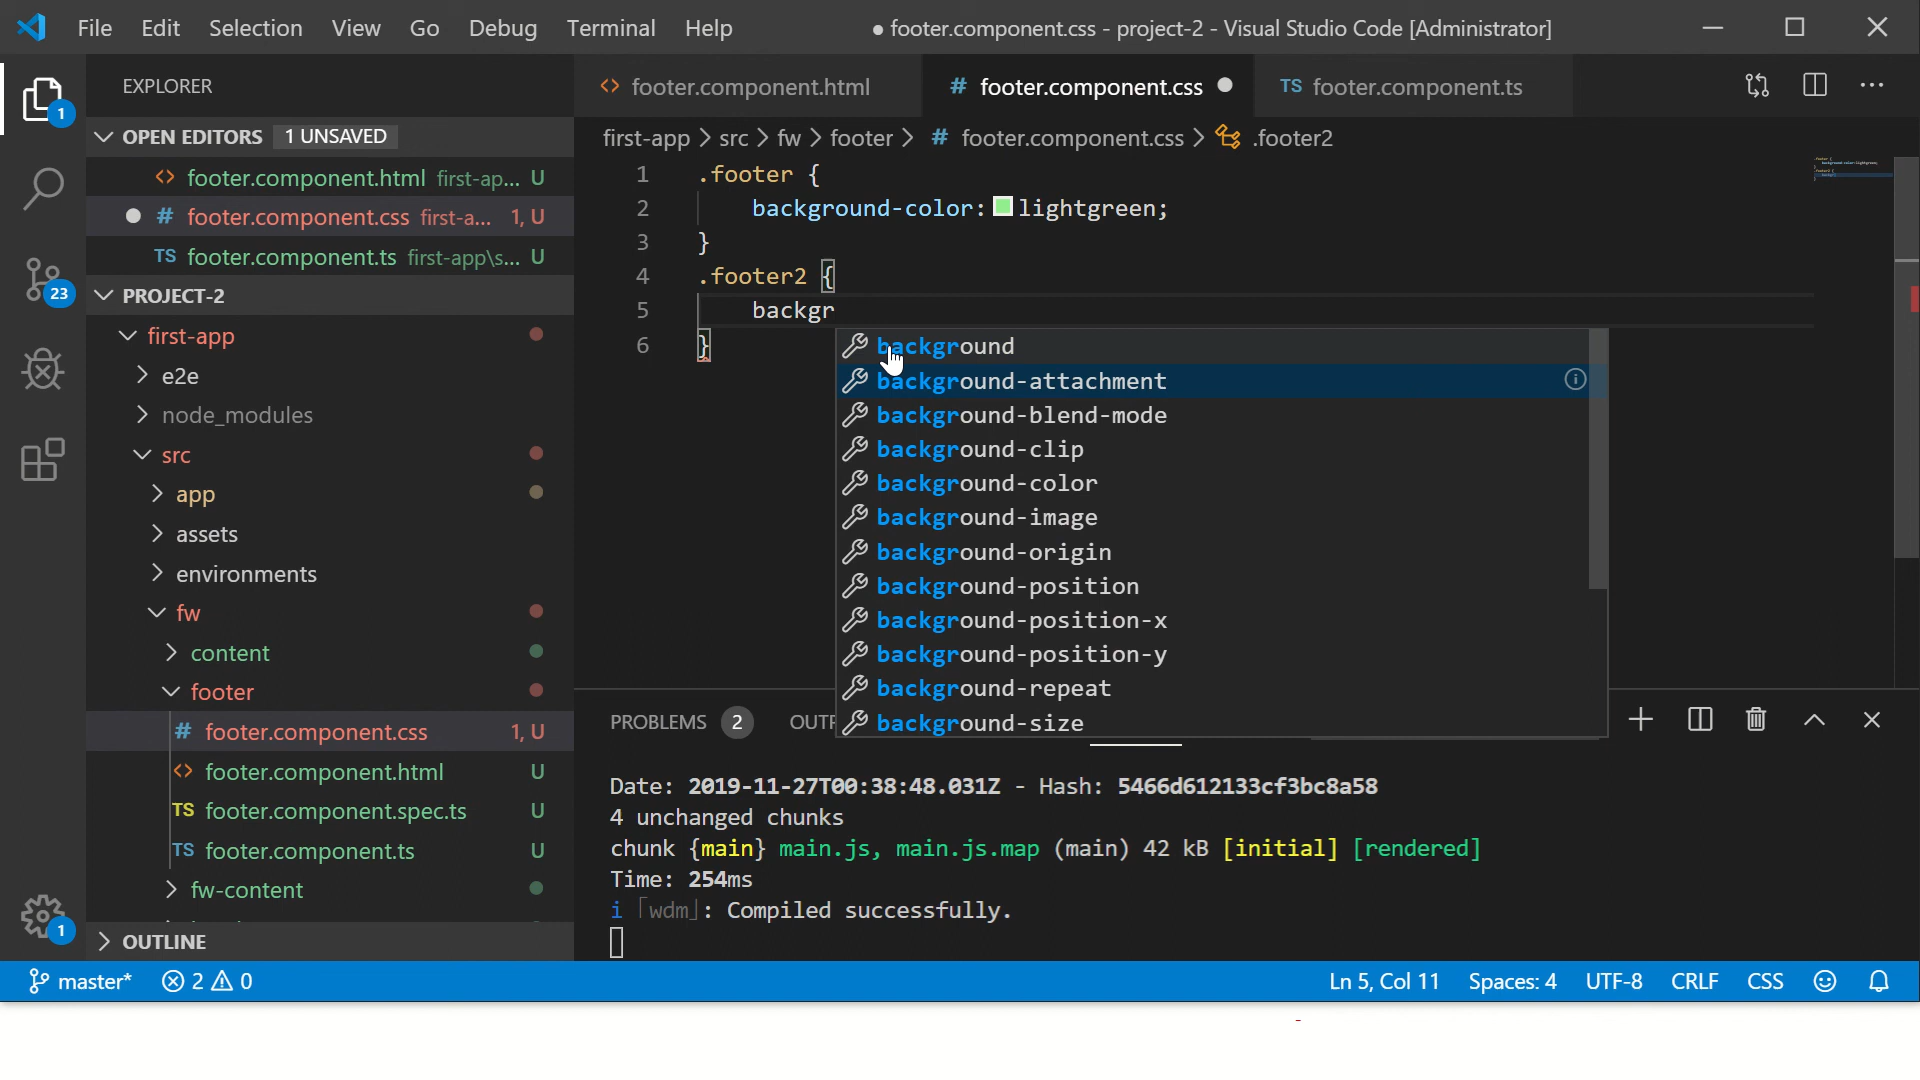 File Edit Selection View Go Debug Terminal Help
● footer.component.css - project-2 - Visual Studio Code [Administrator]
1
23
1
EXPLORER
OPEN EDITORS 1 UNSAVED
footer.component.html first-ap... U
footer.component.css first-a... 1, U
TS footer.component.ts first-app\s... U
PROJECT-2
first-app
e2e
node_modules
src
app
assets
environments
fw
content
footer
# footer.component.css 1, U
footer.component.html U
TS footer.component.spec.ts U
TS footer.component.ts U
fw-content
OUTLINE
<> footer.component.html # footer.component.css TS footer.component.ts
first-app > src > fw > footer > # footer.component.css > .footer2
1 .footer {
2 background-color: lightgreen;
3 }
4 .footer2 {
5 backgr
6 }
background
background-attachment
background-blend-mode
background-clip
background-color
background-image
background-origin
background-position
background-position-x
background-position-y
background-repeat
background-size
PROBLEMS 2 OUTP
Date: 2019-11-27T00:38:48.031Z - Hash: 5466d612133cf3bc8a58
4 unchanged chunks
chunk {main} main.js, main.js.map (main) 42 kB [initial] [rendered]
Time: 254ms
i ｢wdm｣: Compiled successfully.
master* 2 0 Ln 5, Col 11 Spaces: 4 UTF-8 CRLF CSS